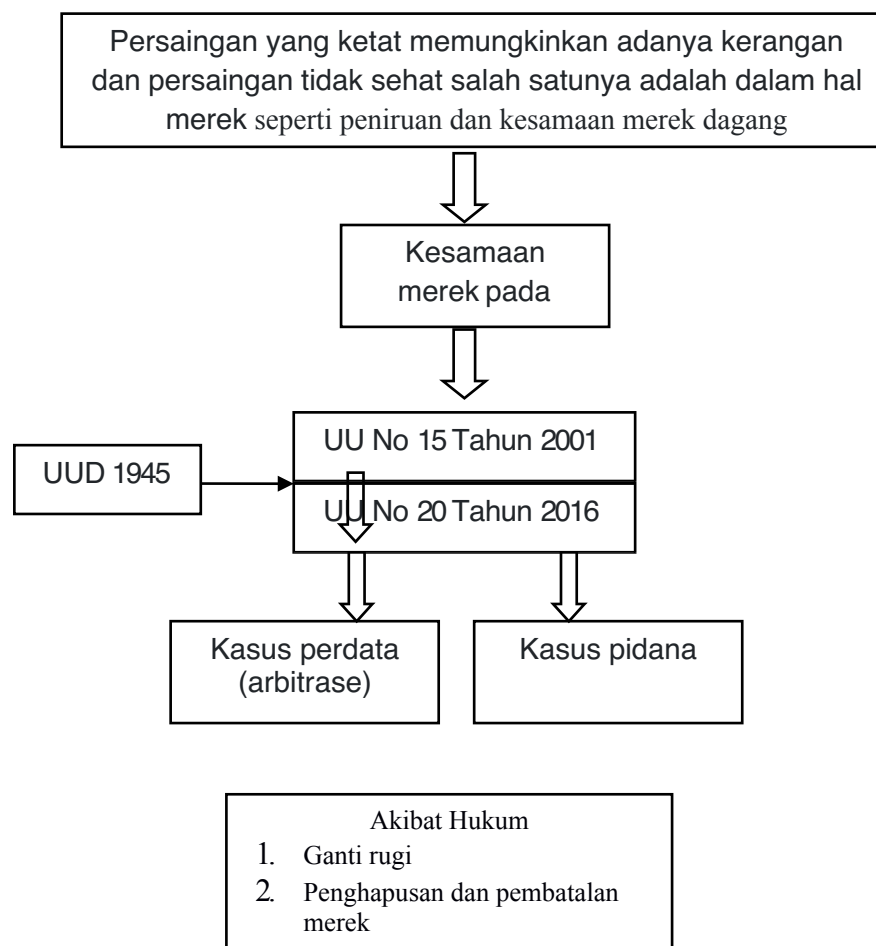 Persaingan yang ketat memungkinkan adanya kerangan
dan persaingan tidak sehat salah satunya adalah dalam hal
merek seperti peniruan dan kesamaan merek dagang
Kesamaan
merek pada
UU No 15 Tahun 2001
UUD 1945
UU No 20 Tahun 2016
Kasus perdata
(arbitrase)
Kasus pidana
Akibat Hukum
1. Ganti rugi
2. Penghapusan dan pembatalan
merek